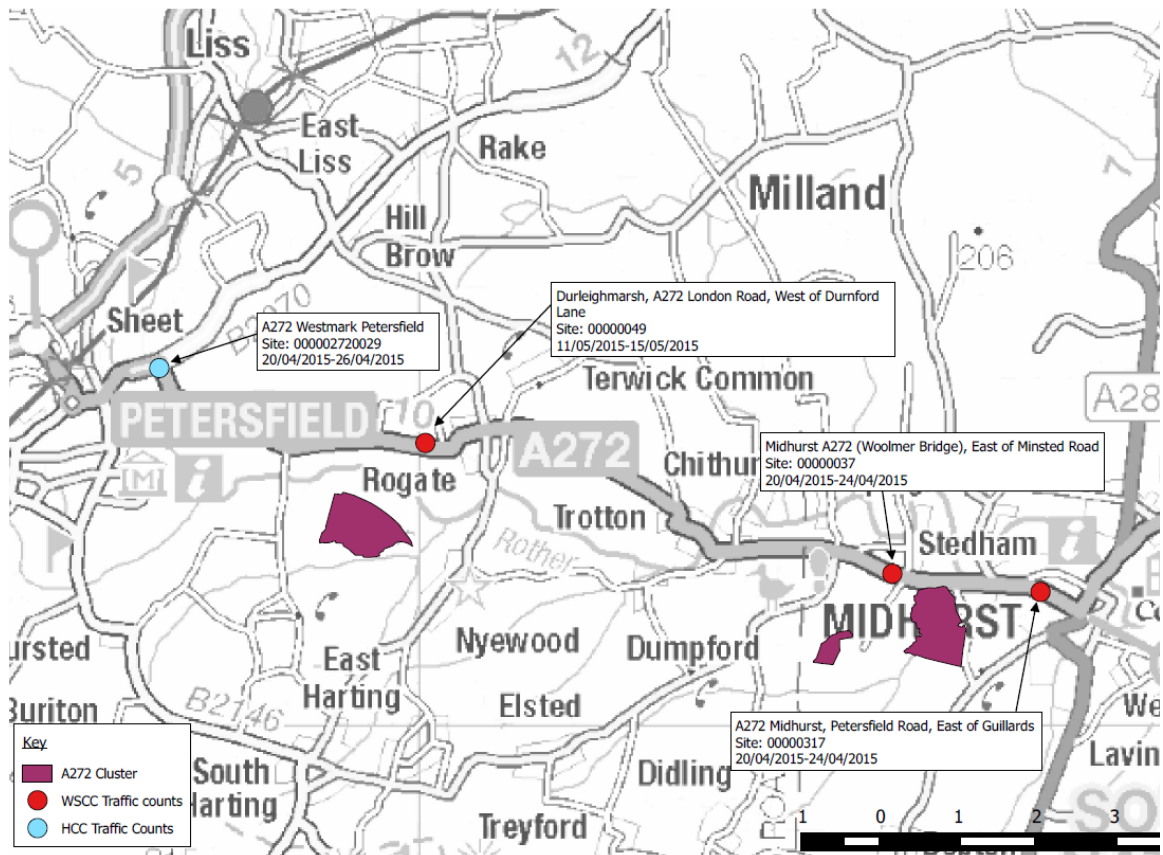 Liss
12
East
Liss
Rake
5
Milland
7
Hill
Brow
206
Sheet
B2070
A272 Westmark Petersfield
Site: 000002720029
20/04/2015-26/04/2015
Durleighmarsh, A272 London Road, West of Durnford
Lane
Site: 00000049
11/05/2015-15/05/2015
Terwick Common
A28
PETERSFIELD
10
A272
Midhurst A272 (Woolmer Bridge), East of Minsted Road
Site: 00000037
20/04/2015-24/04/2015
Rogate
Chithur
Trotton
Rother
Stedham
MIDHURST
ursted
Nyewood
Dumpford
East
Harting
B2146
Elsted
Buriton
We
A272 Midhurst, Petersfield Road, East of Guillards
Site: 00000317
20/04/2015-24/04/2015
Lavin
Key
A272 Cluster
WSCC Traffic counts
HCC Traffic Counts
South
Harting
Didling
Treyford
SO
1 0 1 2 3